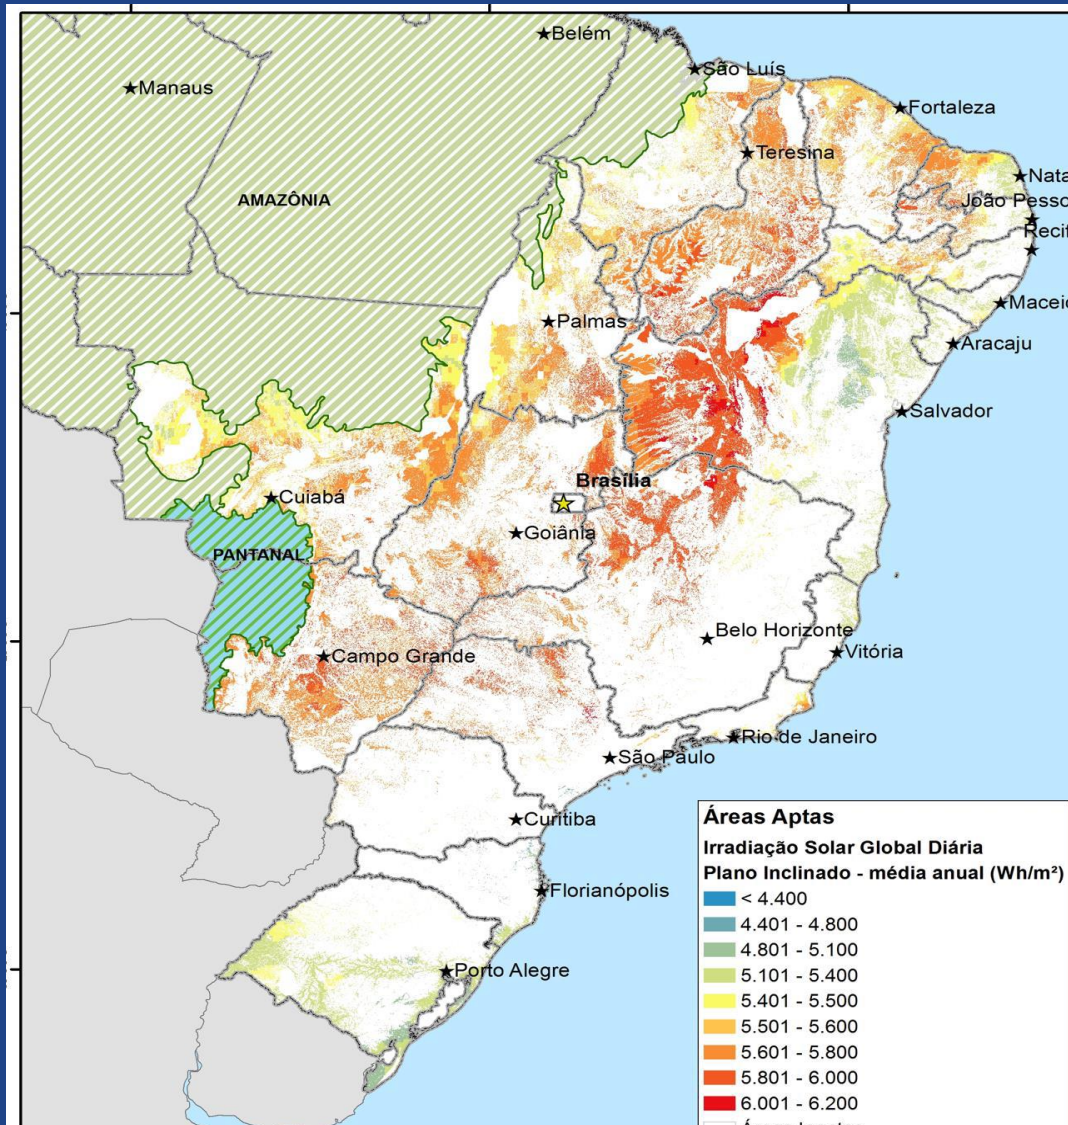 Belém
São Luís
Manaus
Fortaleza
Teresina
Nata
AMAZÔNIA
João Pesso
Recif
Maceió
Palmas
Aracaju
Salvador
Brasília
Cuiabá
Goiânia
PANTANAL
Belo Horizonte
Campo Grande
Vitória
Rio de Janeiro
São Paulo
Curitiba
Florianópolis
Porto Alegre
Áreas Aptas
Irradiação Solar Global Diária
Plano Inclinado - média anual (Wh/m²)
< 4.400
4.401 - 4.800
4.801 - 5.100
5.101 - 5.400
5.401 - 5.500
5.501 - 5.600
5.601 - 5.800
5.801 - 6.000
6.001 - 6.200